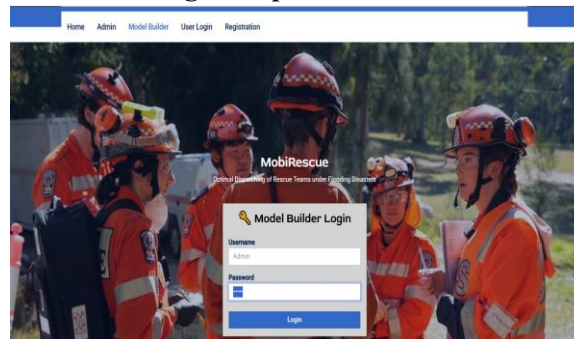 Home Admin Model Builder User Login Registration
MobiRescue
Optimal Dispatching of Rescue Teams under Flooding Disasters
Model Builder Login
Username
Admin
Password
Login